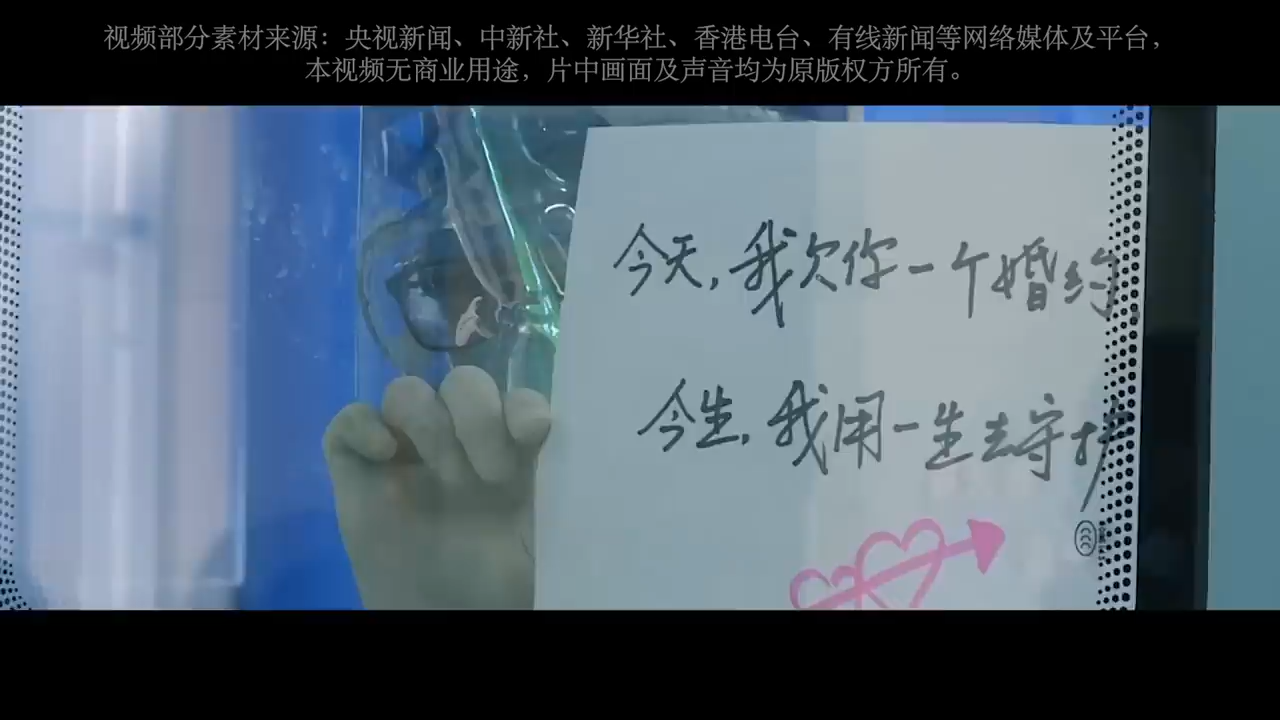 视频部分素材来源：央视新闻、中新社、新华社、香港电台、有线新闻等网络媒体及平台，
本视频无商业用途，片中画面及声音均为原版权方所有。
今天，我欠你一个婚约
今生，我用一生去守护